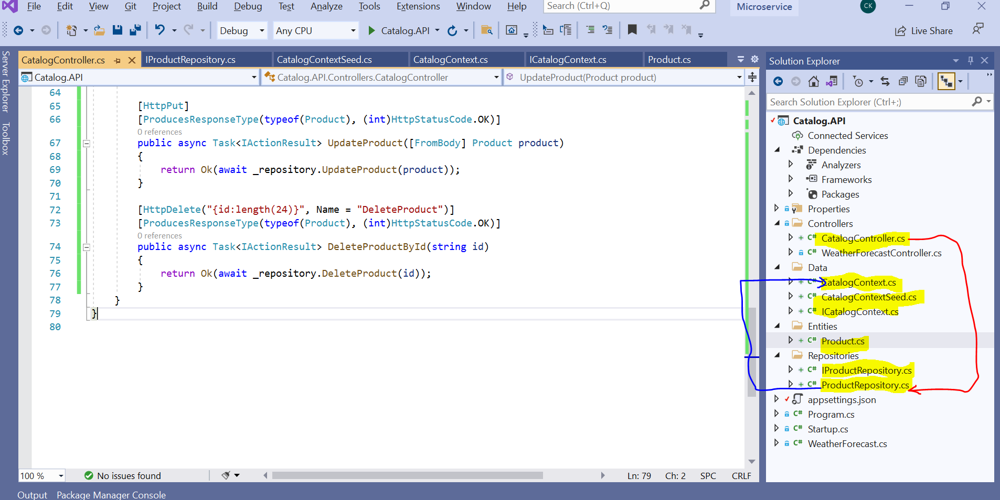 File Edit View Git Project Build Debug Test Analyze Tools Extensions Window Help Search (Ctrl+Q) Microservice CK
Debug Any CPU Catalog.API Live Share
Server Explorer
Toolbox
CatalogController.cs IProductRepository.cs CatalogContextSeed.cs CatalogContext.cs ICatalogContext.cs Product.cs
Catalog.API Catalog.API.Controllers.CatalogController UpdateProduct(Product product)
64
65 [HttpPut]
66 [ProducesResponseType(typeof(Product), (int)HttpStatusCode.OK)]
0 references
67 public async Task<IActionResult> UpdateProduct([FromBody] Product product)
68 {
69 return Ok(await _repository.UpdateProduct(product));
70 }
71
72 [HttpDelete("{id:length(24)}", Name = "DeleteProduct")]
73 [ProducesResponseType(typeof(Product), (int)HttpStatusCode.OK)]
0 references
74 public async Task<IActionResult> DeleteProductById(string id)
75 {
76 return Ok(await _repository.DeleteProduct(id));
77 }
78 }
79 }
80
100 % No issues found Ln: 79 Ch: 2 SPC CRLF
Output Package Manager Console
Solution Explorer
Search Solution Explorer (Ctrl+;)
Catalog.API
Connected Services
Dependencies
Analyzers
Frameworks
Packages
Properties
Controllers
C# CatalogController.cs
C# WeatherForecastController.cs
Data
C# CatalogContext.cs
C# CatalogContextSeed.cs
C# ICatalogContext.cs
Entities
C# Product.cs
Repositories
C# IProductRepository.cs
C# ProductRepository.cs
appsettings.json
C# Program.cs
C# Startup.cs
C# WeatherForecast.cs